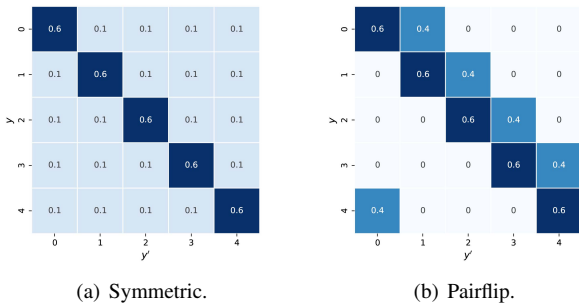 0 0.6 0.1 0.1 0.1 0.1
1 0.1 0.6 0.1 0.1 0.1
y 2 0.1 0.1 0.6 0.1 0.1
3 0.1 0.1 0.1 0.6 0.1
4 0.1 0.1 0.1 0.1 0.6
0 1 2 3 4
y'
(a) Symmetric.
0 0.6 0.4 0 0 0
1 0 0.6 0.4 0 0
y 2 0 0 0.6 0.4 0
3 0 0 0 0.6 0.4
4 0.4 0 0 0 0.6
0 1 2 3 4
y'
(b) Pairflip.